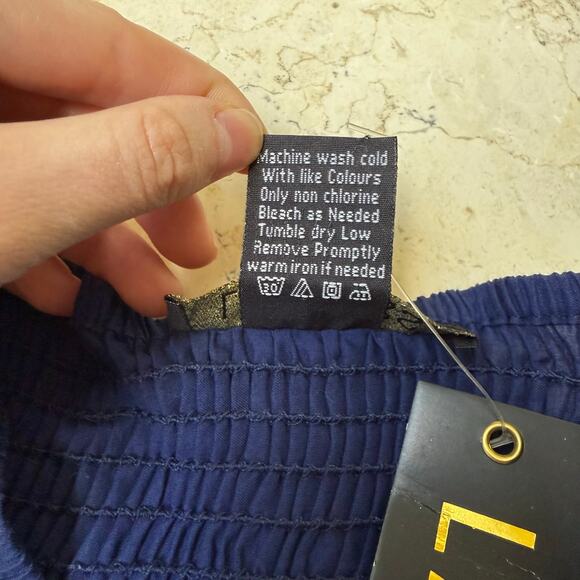 Machine wash cold
With like Colours
Only non chlorine
Bleach as Needed
Tumble dry Low
Remove Promptly
warm iron if needed
30
L